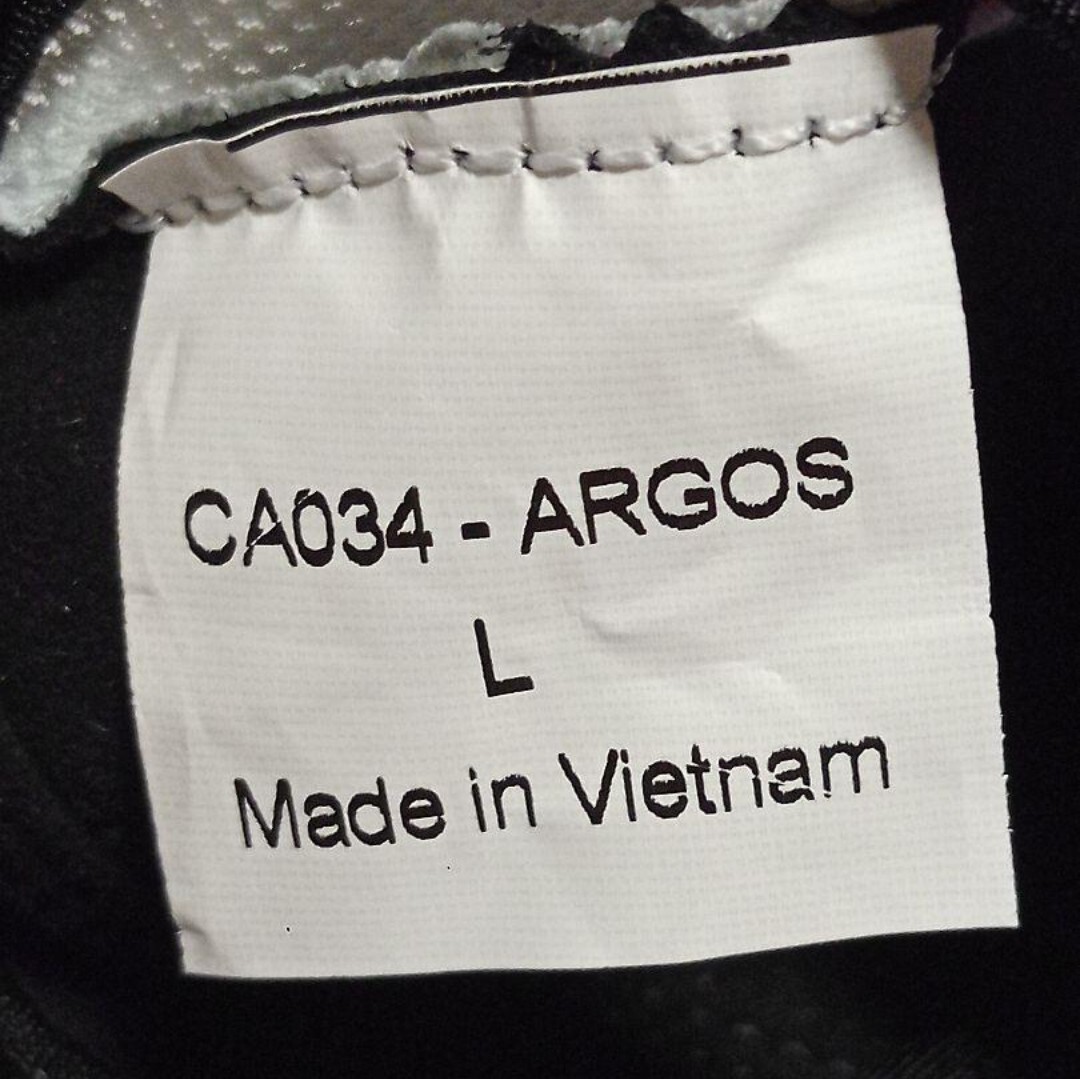 CA034 - ARGOS
L
Made in Vietnam